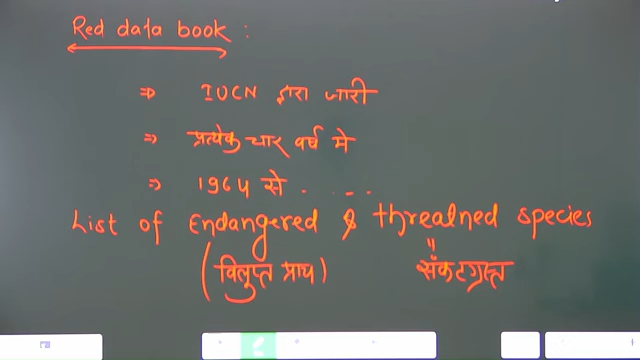 Red data book :
⇒ IUCN द्वारा जारी
⇒ प्रत्येक चार वर्ष मे
⇒ 1964 से . - - . .
List of Endangered & threatned species
(विलुप्त प्राय) " संकटग्रस्त